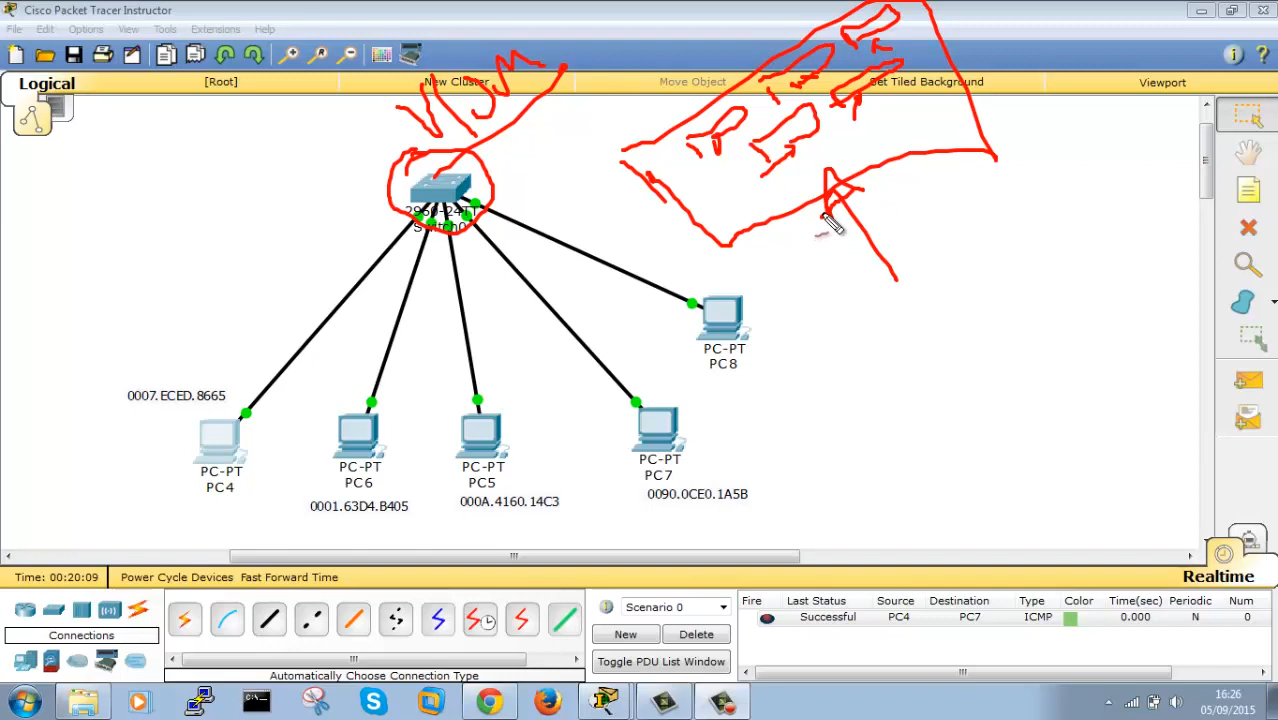 Cisco Packet Tracer Instructor
File Edit Options View Tools Extensions Help
Logical [Root] New Cluster Move Object Set Tiled Background Viewport
2960-24TT
Switch0
PC-PT
PC8
0007.ECED.8665
PC-PT
PC4
PC-PT
PC6
0001.63D4.B405
PC-PT
PC5
000A.4160.14C3
PC-PT
PC7
0090.0CE0.1A5B
Time: 00:20:09 Power Cycle Devices Fast Forward Time
Realtime
Connections
Automatically Choose Connection Type
Scenario 0
New Delete
Toggle PDU List Window
Fire Last Status Source Destination Type Color Time(sec) Periodic Num
Successful PC4 PC7 ICMP 0.000 N 0
16:26
05/09/2015